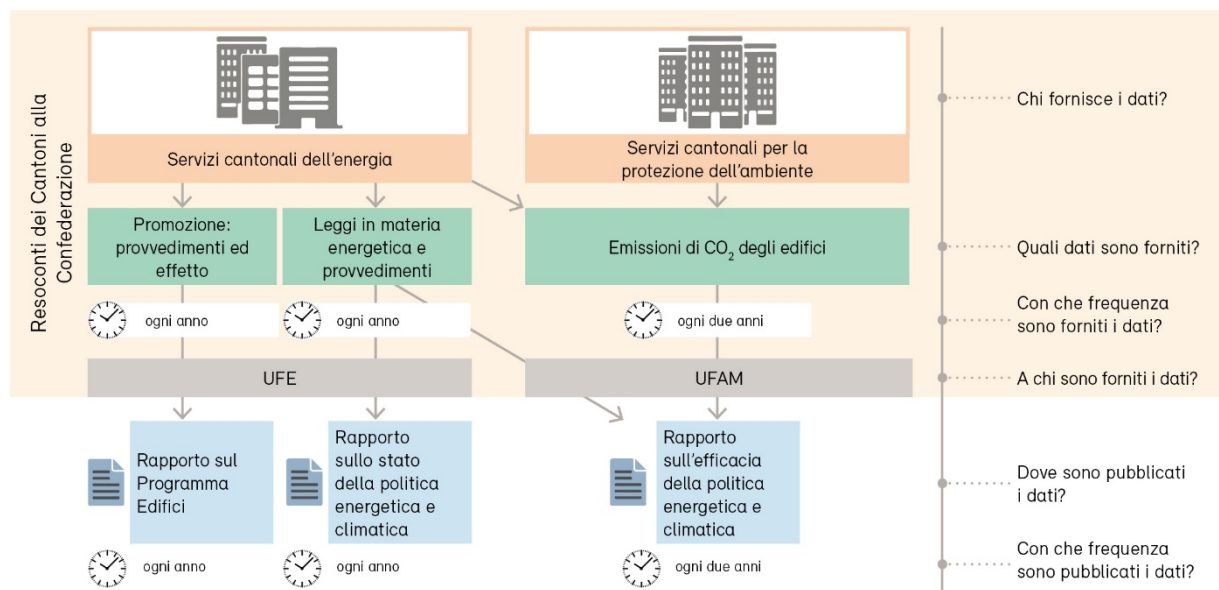 Resoconti dei Cantoni alla
Confederazione
Servizi cantonali dell'energia
Servizi cantonali per la
protezione dell'ambiente
Chi fornisce i dati?
Promozione:
provvedimenti ed
effetto
Leggi in materia
energetica e
provvedimenti
Emissioni di CO₂ degli edifici
Quali dati sono forniti?
ogni anno
ogni anno
ogni due anni
Con che frequenza
sono forniti i dati?
UFE
UFAM
A chi sono forniti i dati?
Rapporto sul
Programma
Edifici
Rapporto
sullo stato
della politica
energetica e
climatica
Rapporto
sull'efficacia
della politica
energetica e
climatica
Dove sono pubblicati
i dati?
ogni anno
ogni anno
ogni due anni
Con che frequenza
sono pubblicati i dati?